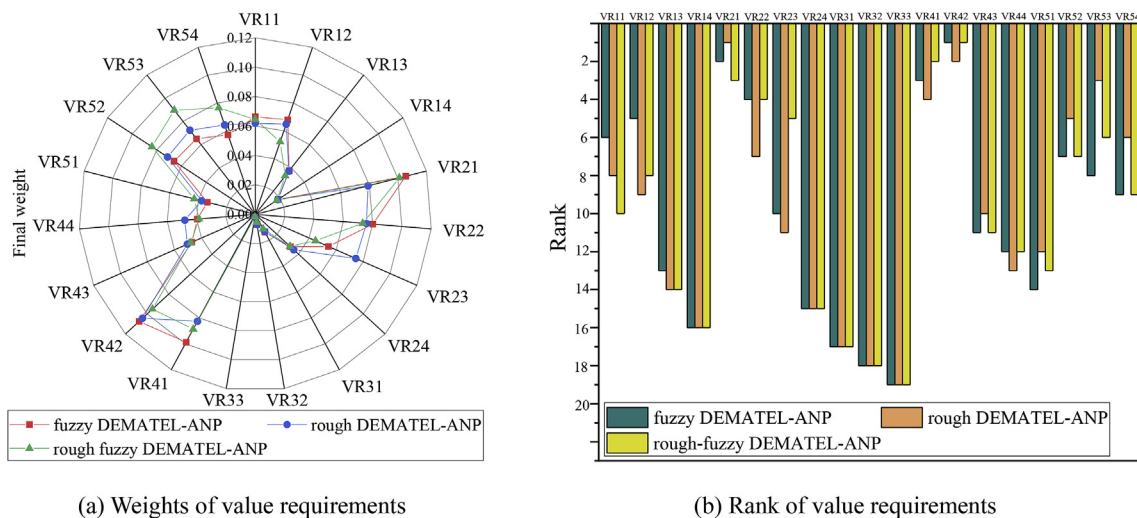 VR11
VR12
VR13
VR14
VR21
VR22
VR23
VR24
VR31
VR32
VR33
VR41
VR42
VR43
VR44
VR51
VR52
VR53
VR54
0.12
0.10
0.08
0.06
0.04
0.02
0.00
Final weight
fuzzy DEMATEL-ANP
rough DEMATEL-ANP
rough fuzzy DEMATEL-ANP
(a) Weights of value requirements
VR11 VR12 VR13 VR14 VR21 VR22 VR23 VR24 VR31 VR32 VR33 VR41 VR42 VR43 VR44 VR51 VR52 VR53 VR54
2
4
6
8
10
12
14
16
18
20
Rank
fuzzy DEMATEL-ANP
rough DEMATEL-ANP
rough-fuzzy DEMATEL-ANP
(b) Rank of value requirements